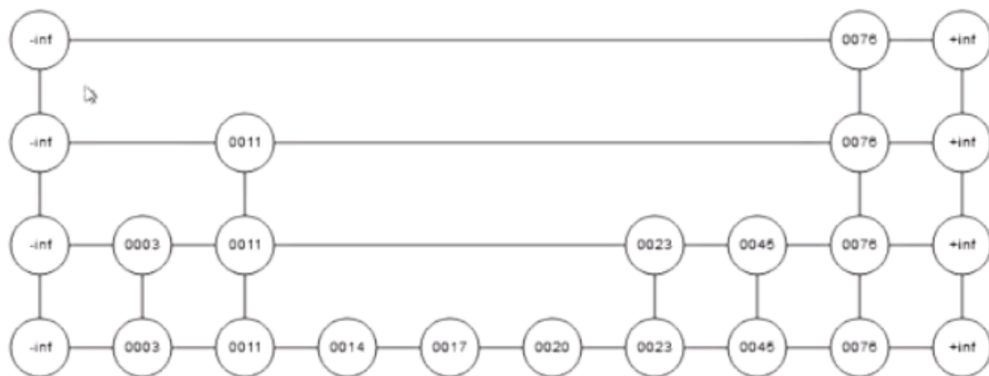 -inf 0076 +inf
-inf 0011 0076 +inf
-inf 0003 0011 0023 0045 0076 +inf
-inf 0003 0011 0014 0017 0020 0023 0045 0076 +inf